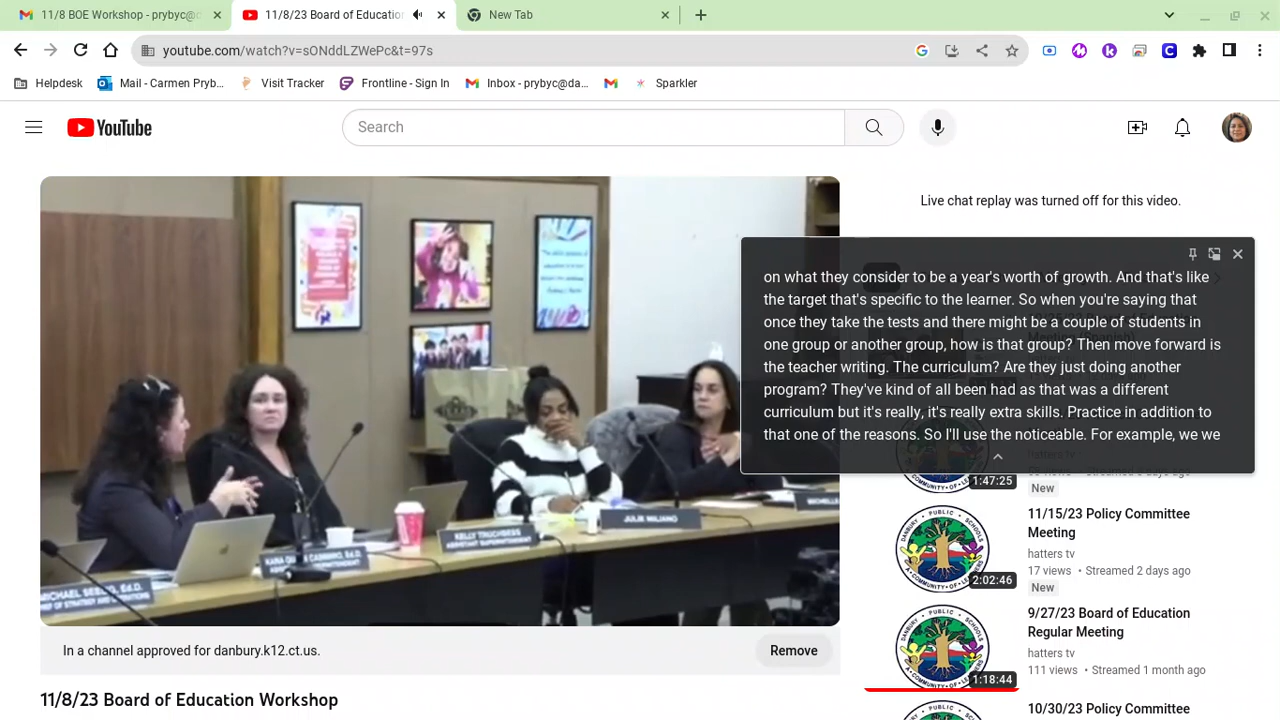 11/8 BOE Workshop - prybyc@
11/8/23 Board of Education
New Tab
youtube.com/watch?v=sONddLZWePc&t=97s
Helpdesk
Mail - Carmen Pryb...
Visit Tracker
Frontline - Sign In
Inbox - prybyc@da...
Sparkler
YouTube
Search
Live chat replay was turned off for this video.
on what they consider to be a year's worth of growth. And that's like
the target that's specific to the learner. So when you're saying that
once they take the tests and there might be a couple of students in
one group or another group, how is that group? Then move forward is
the teacher writing. The curriculum? Are they just doing another
program? They've kind of all been had as that was a different
curriculum but it's really, it's really extra skills. Practice in addition to
that one of the reasons. So I'll use the noticeable. For example, we we
1:47:25
New
11/15/23 Policy Committee
Meeting
hatters tv
17 views • Streamed 2 days ago
2:02:46
New
9/27/23 Board of Education
Regular Meeting
hatters tv
111 views • Streamed 1 month ago
1:18:44
10/30/23 Policy Committee
KELLY TRUCHSESS
ASSISTANT SUPERINTENDENT
JULIE
In a channel approved for danbury.k12.ct.us.
Remove
11/8/23 Board of Education Workshop